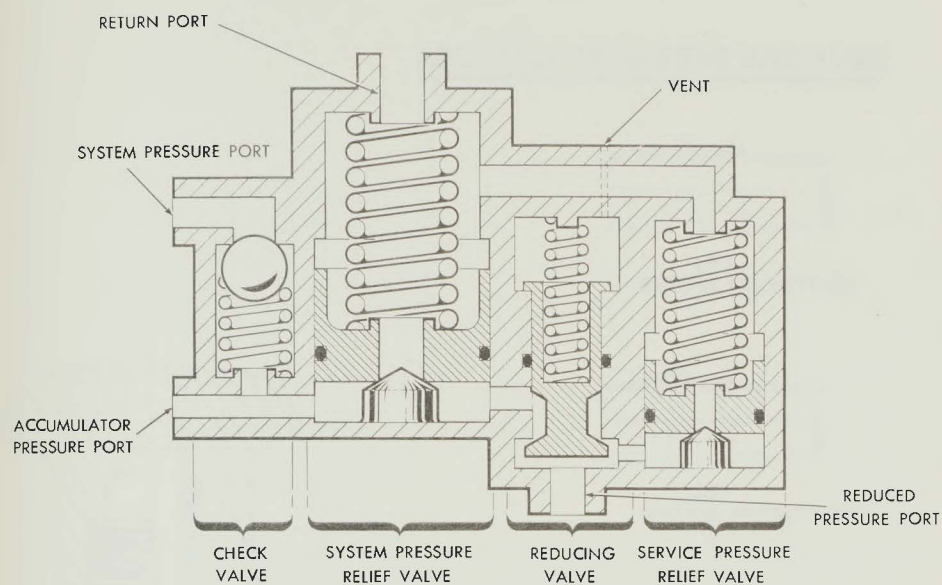 RETURN PORT
VENT
SYSTEM PRESSURE PORT
ACCUMULATOR
PRESSURE PORT
REDUCED
PRESSURE PORT
CHECK
VALVE
SYSTEM PRESSURE
RELIEF VALVE
REDUCING
VALVE
SERVICE PRESSURE
RELIEF VALVE